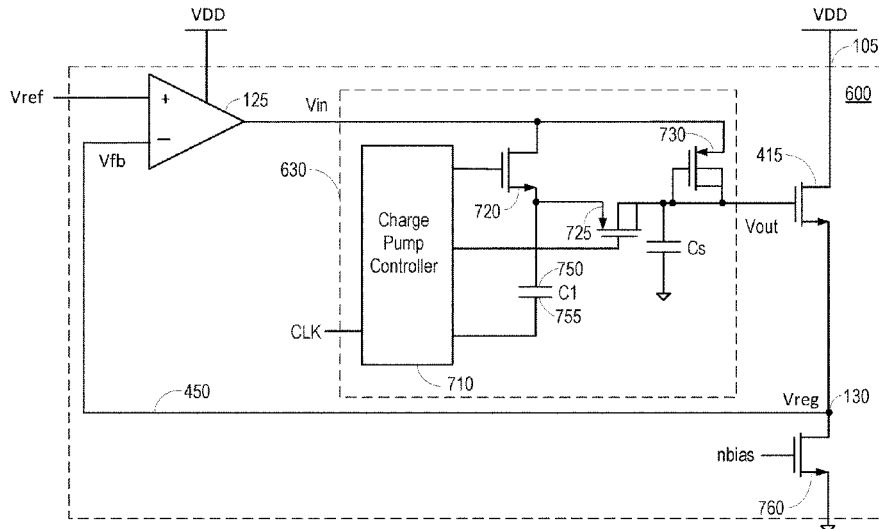 VDD
VDD
105
Vref
+
125
Vin
600
−
Vfb
730
415
630
720
725
Vout
Charge
Pump
Controller
Cs
750
C1
755
CLK
710
450
Vreg
130
nbias
760